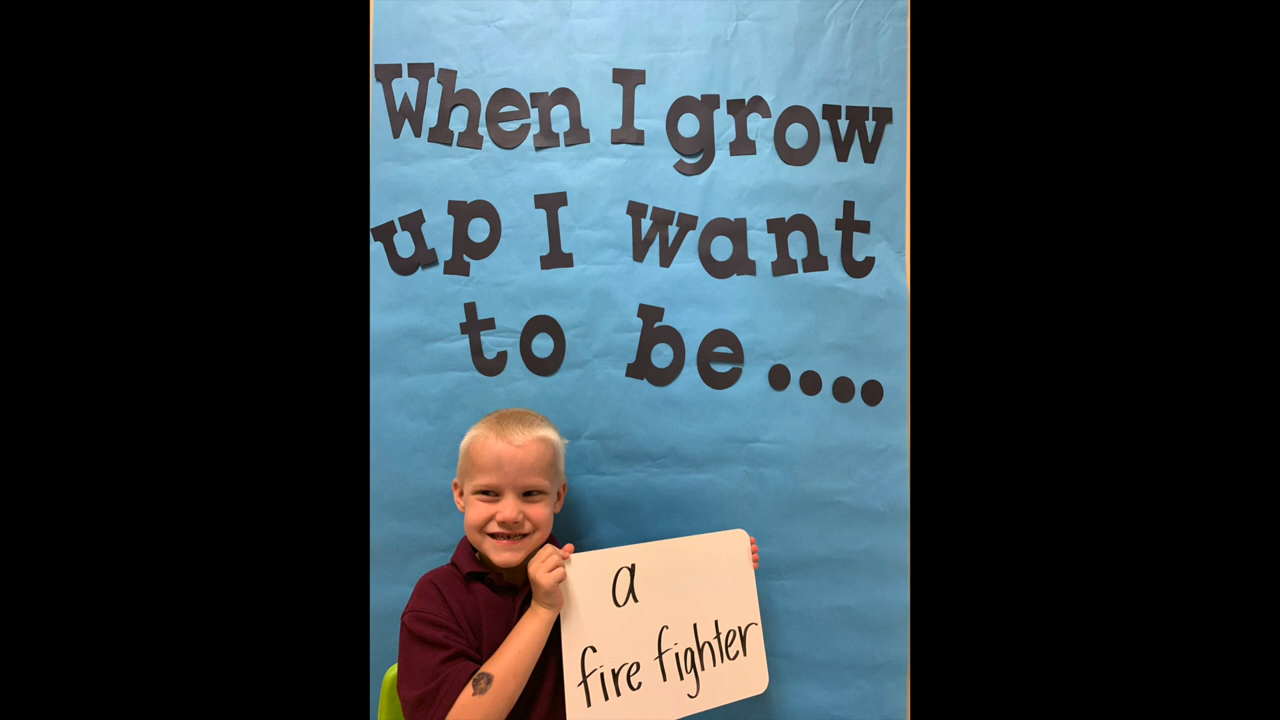 When I grow
up I want
to be....
a
fire fighter